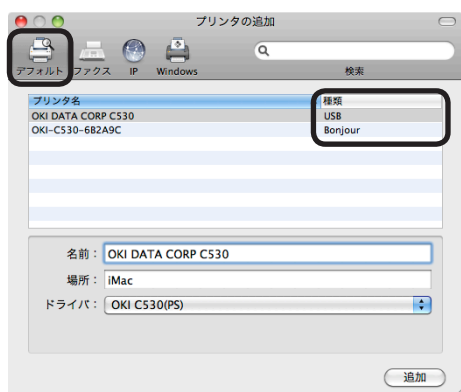 プリンタの追加
デフォルト ファクス IP Windows 検索
プリンタ名 種類
OKI DATA CORP C530 USB
OKI-C530-6B2A9C Bonjour
名前： OKI DATA CORP C530
場所： iMac
ドライバ： OKI C530(PS)
追加